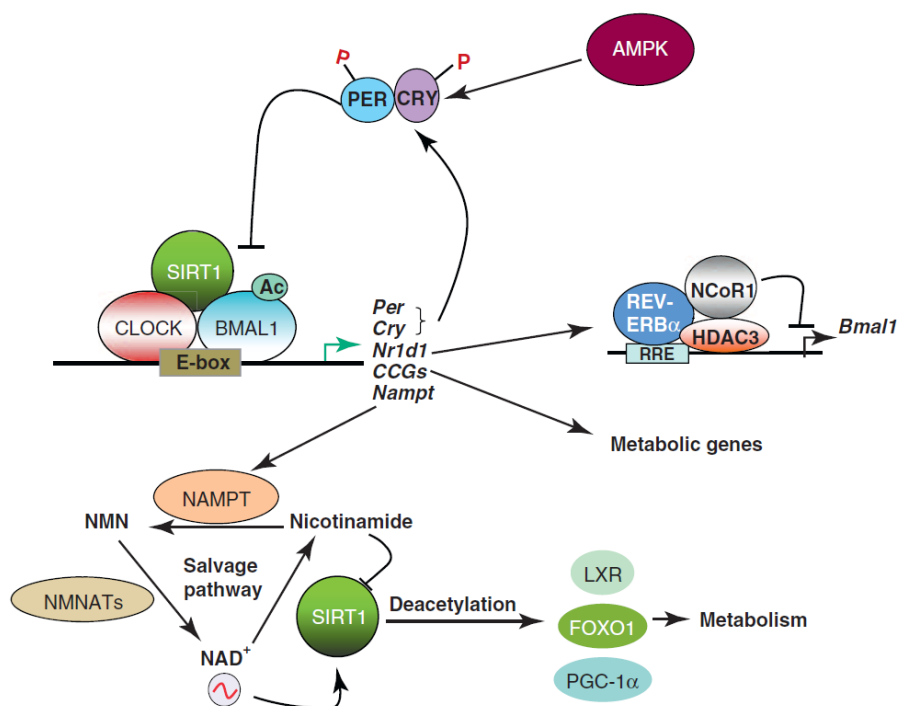 AMPK
P
P
PER
CRY
SIRT1
Ac
CLOCK
BMAL1
E-box
Per
Cry
Nr1d1
CCGs
Nampt
REV-
ERBα
NCoR1
HDAC3
RRE
Bmal1
Metabolic genes
NAMPT
NMN
Nicotinamide
Salvage
pathway
NMNATs
NAD+
SIRT1
Deacetylation
LXR
FOXO1
PGC-1α
Metabolism